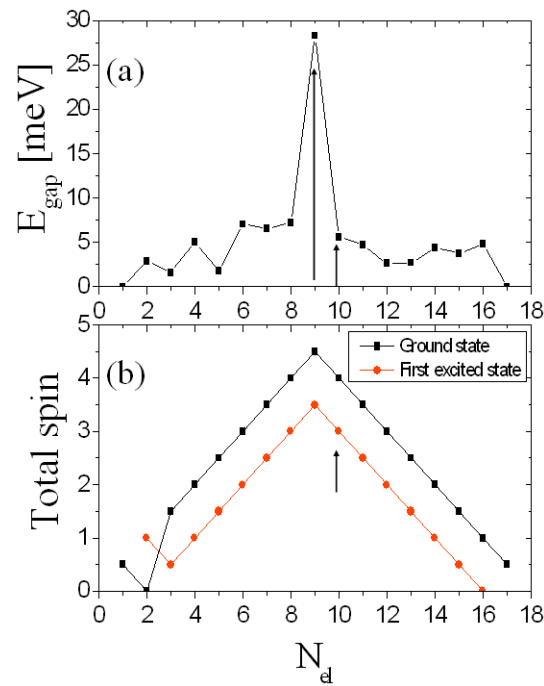 30
(a)
25
20
15
10
5
0
E_gap [meV]
0 2 4 6 8 10 12 14 16 18
5
Ground state
First excited state
(b)
4
3
2
1
0
Total spin
0 2 4 6 8 10 12 14 16 18
N_el